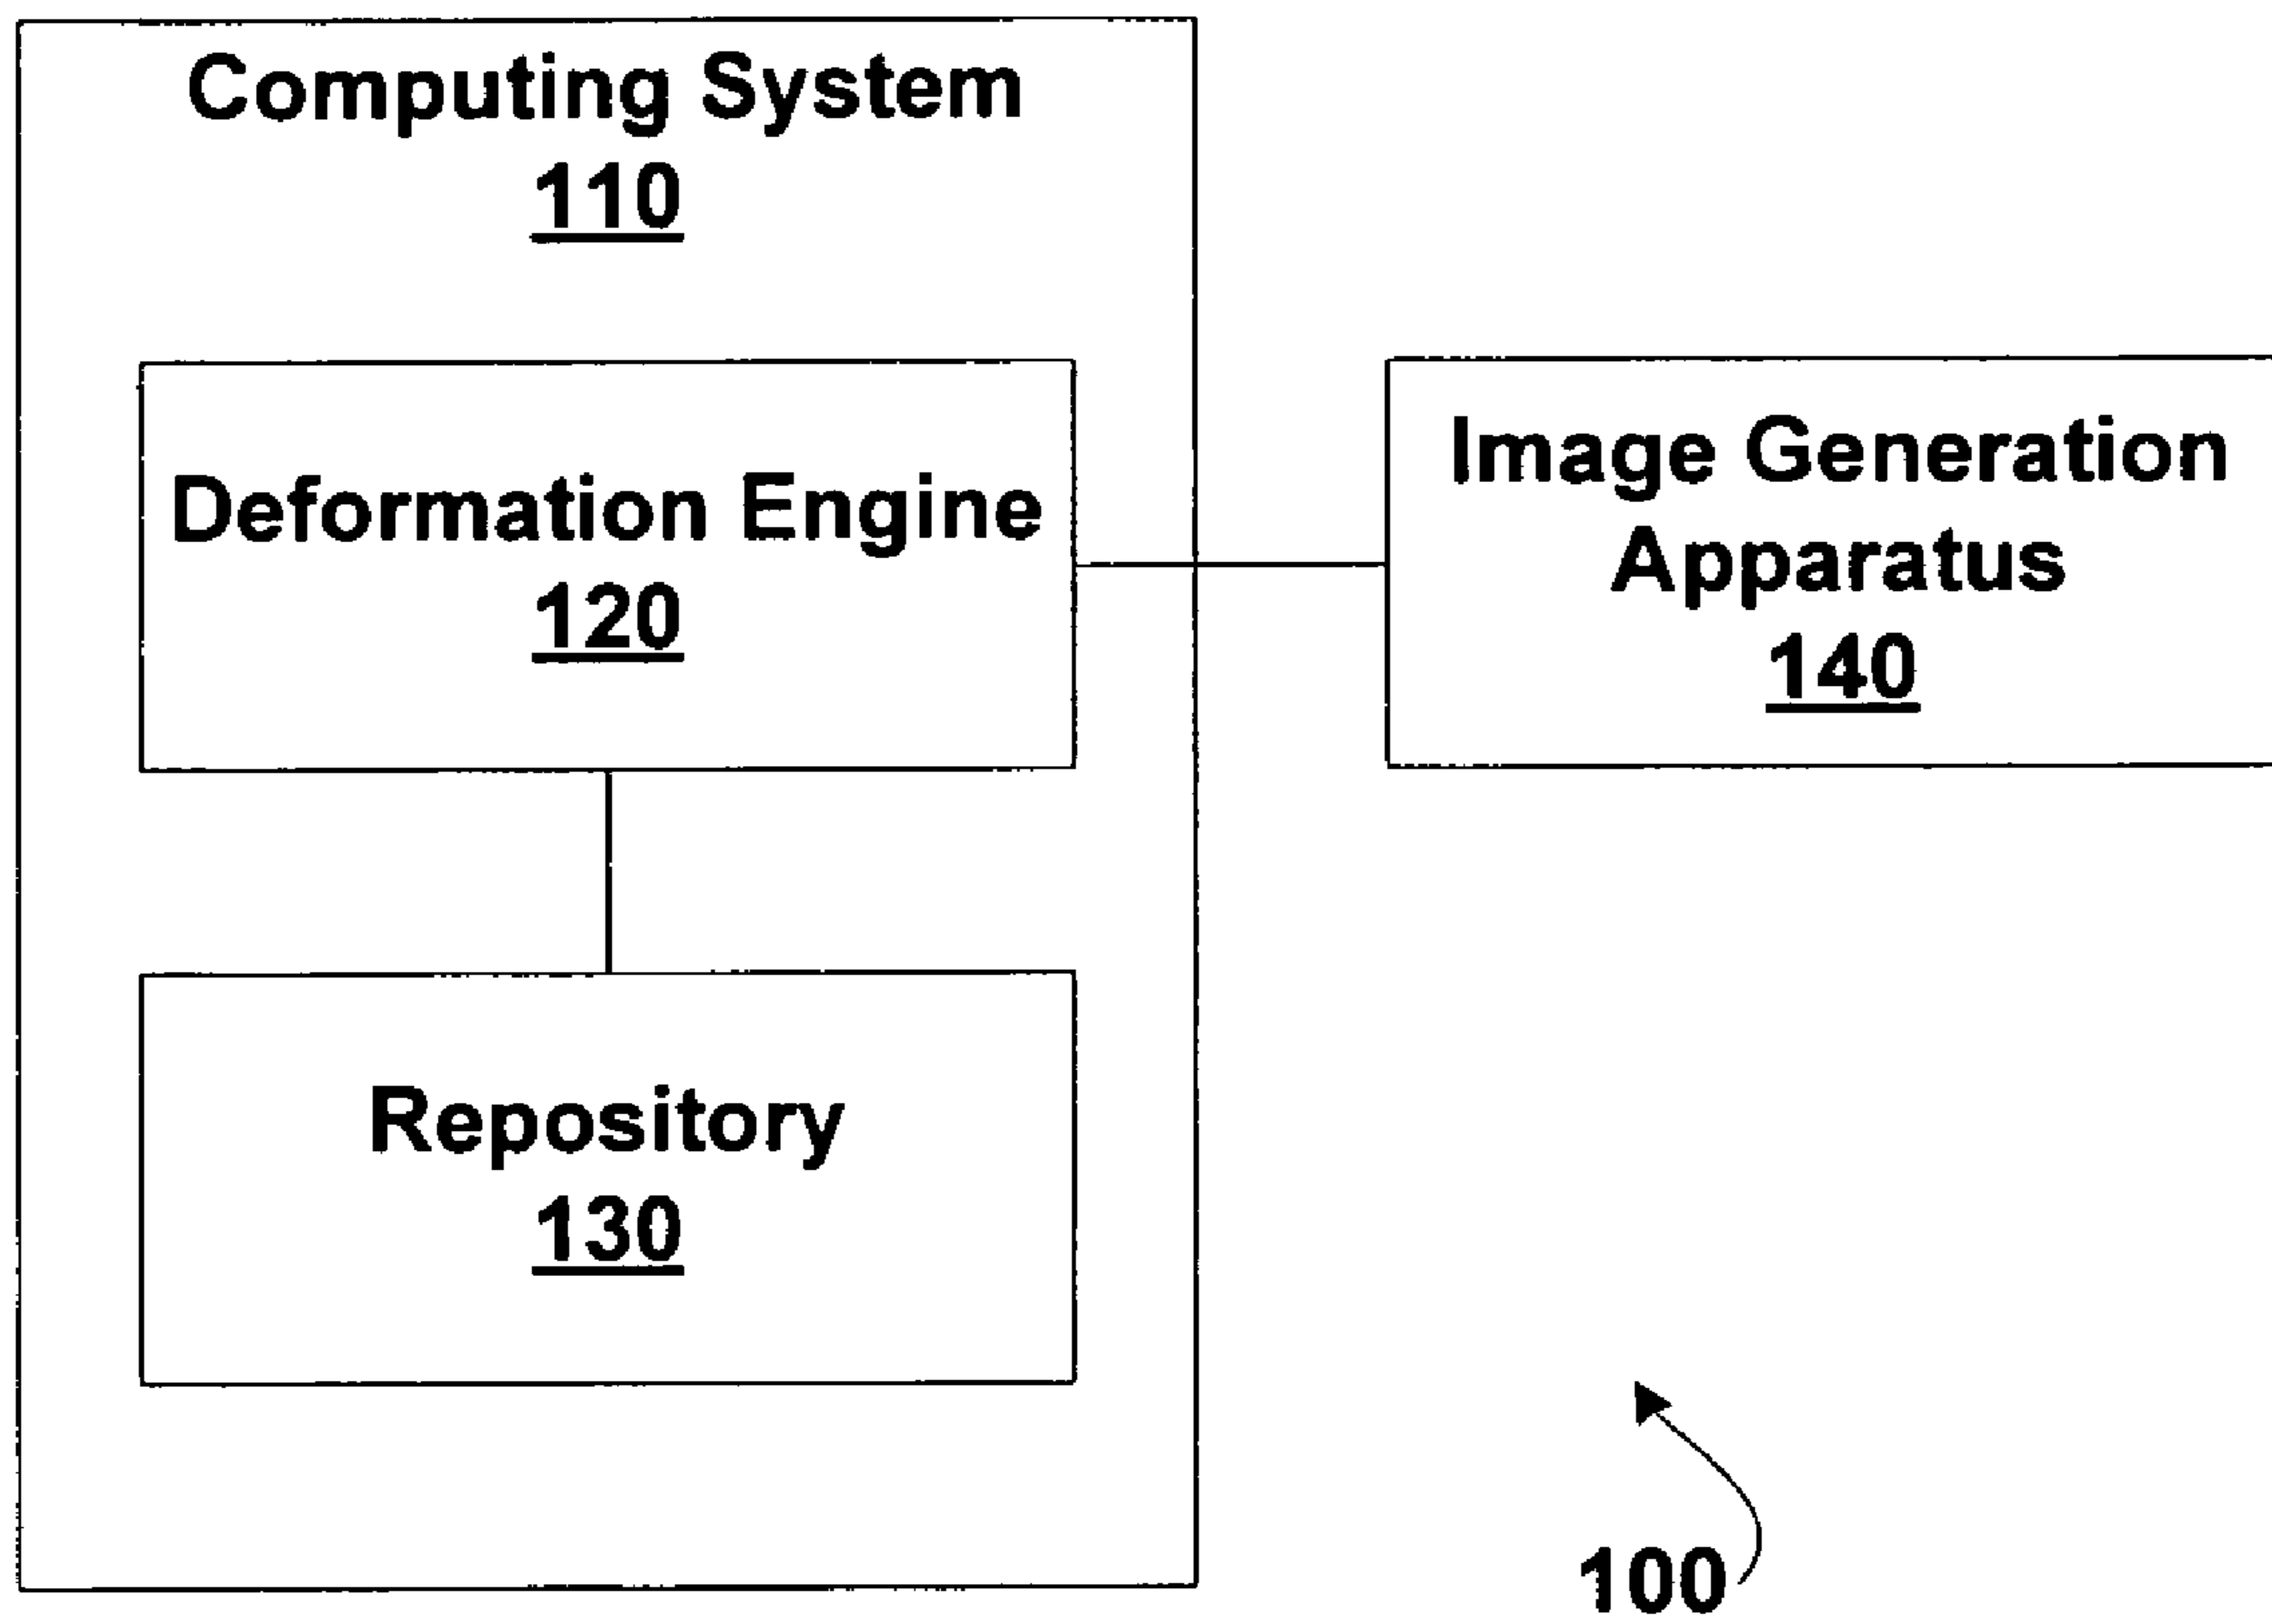 Computing System
110
Deformation Engine
120
Image Generation
Apparatus
140
Repository
130
100